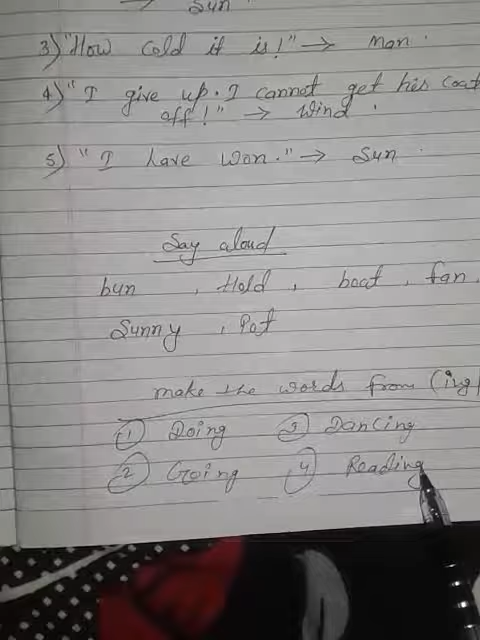 → Sun
3) "How cold it is!" → Man.
4) "I give up. I cannot get his coat
off!" → Wind.
5) "I have won." → Sun.
Say aloud
bun, Hold, boat, fan.
Sunny, Pot
make the words from (ing)
① Doing ③ Dancing
② Going ④ Reading